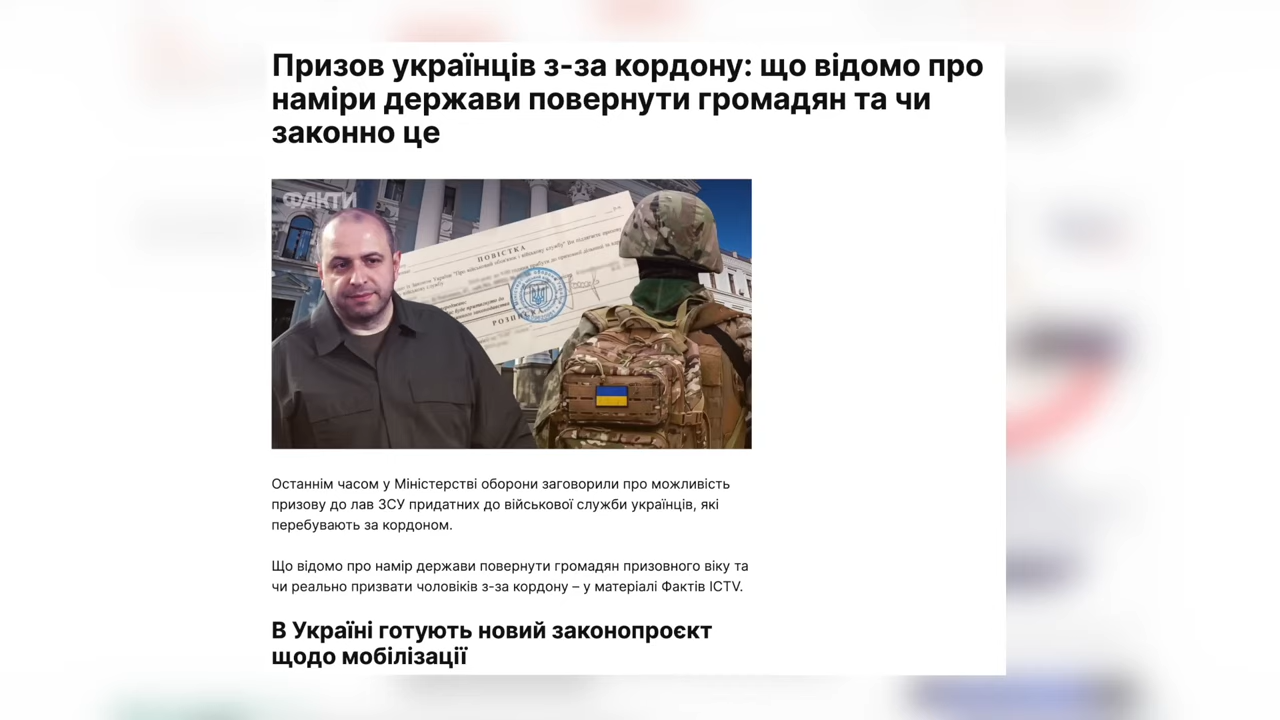 Призов українців з-за кордону: що відомо про
наміри держави повернути громадян та чи
законно це
ФАКТИ
ПОВІСТКА
РОЗПИСКА
Останнім часом у Міністерстві оборони заговорили про можливість
призову до лав ЗСУ придатних до військової служби українців, які
перебувають за кордоном.
Що відомо про намір держави повернути громадян призовного віку та
чи реально призвати чоловіків з-за кордону – у матеріалі Фактів ICTV.
В Україні готують новий законопроєкт
щодо мобілізації